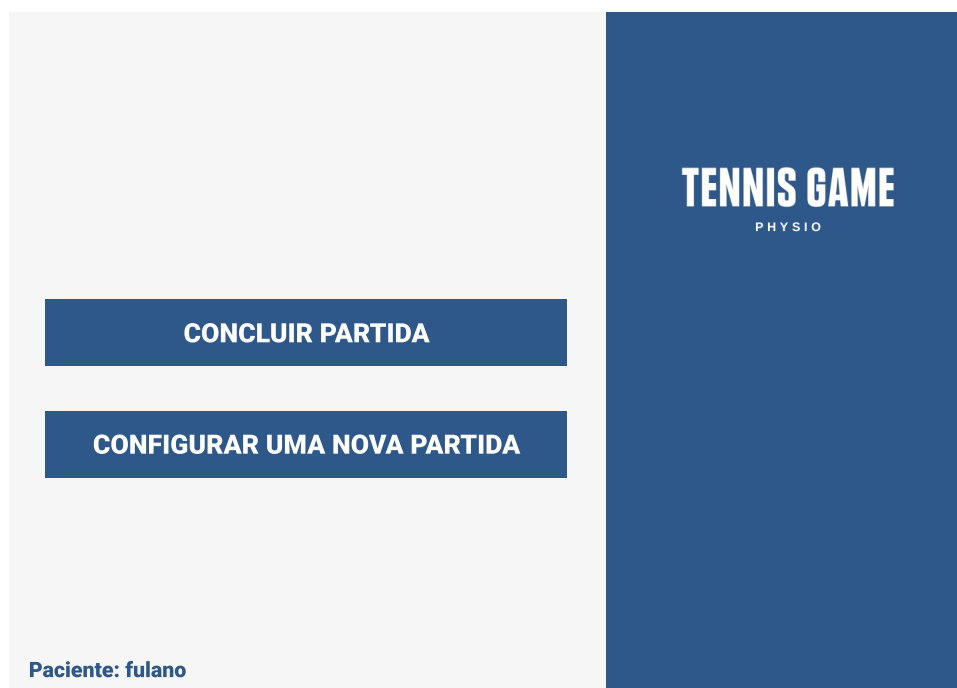 TENNIS GAME
PHYSIO
CONCLUIR PARTIDA
CONFIGURAR UMA NOVA PARTIDA
Paciente: fulano